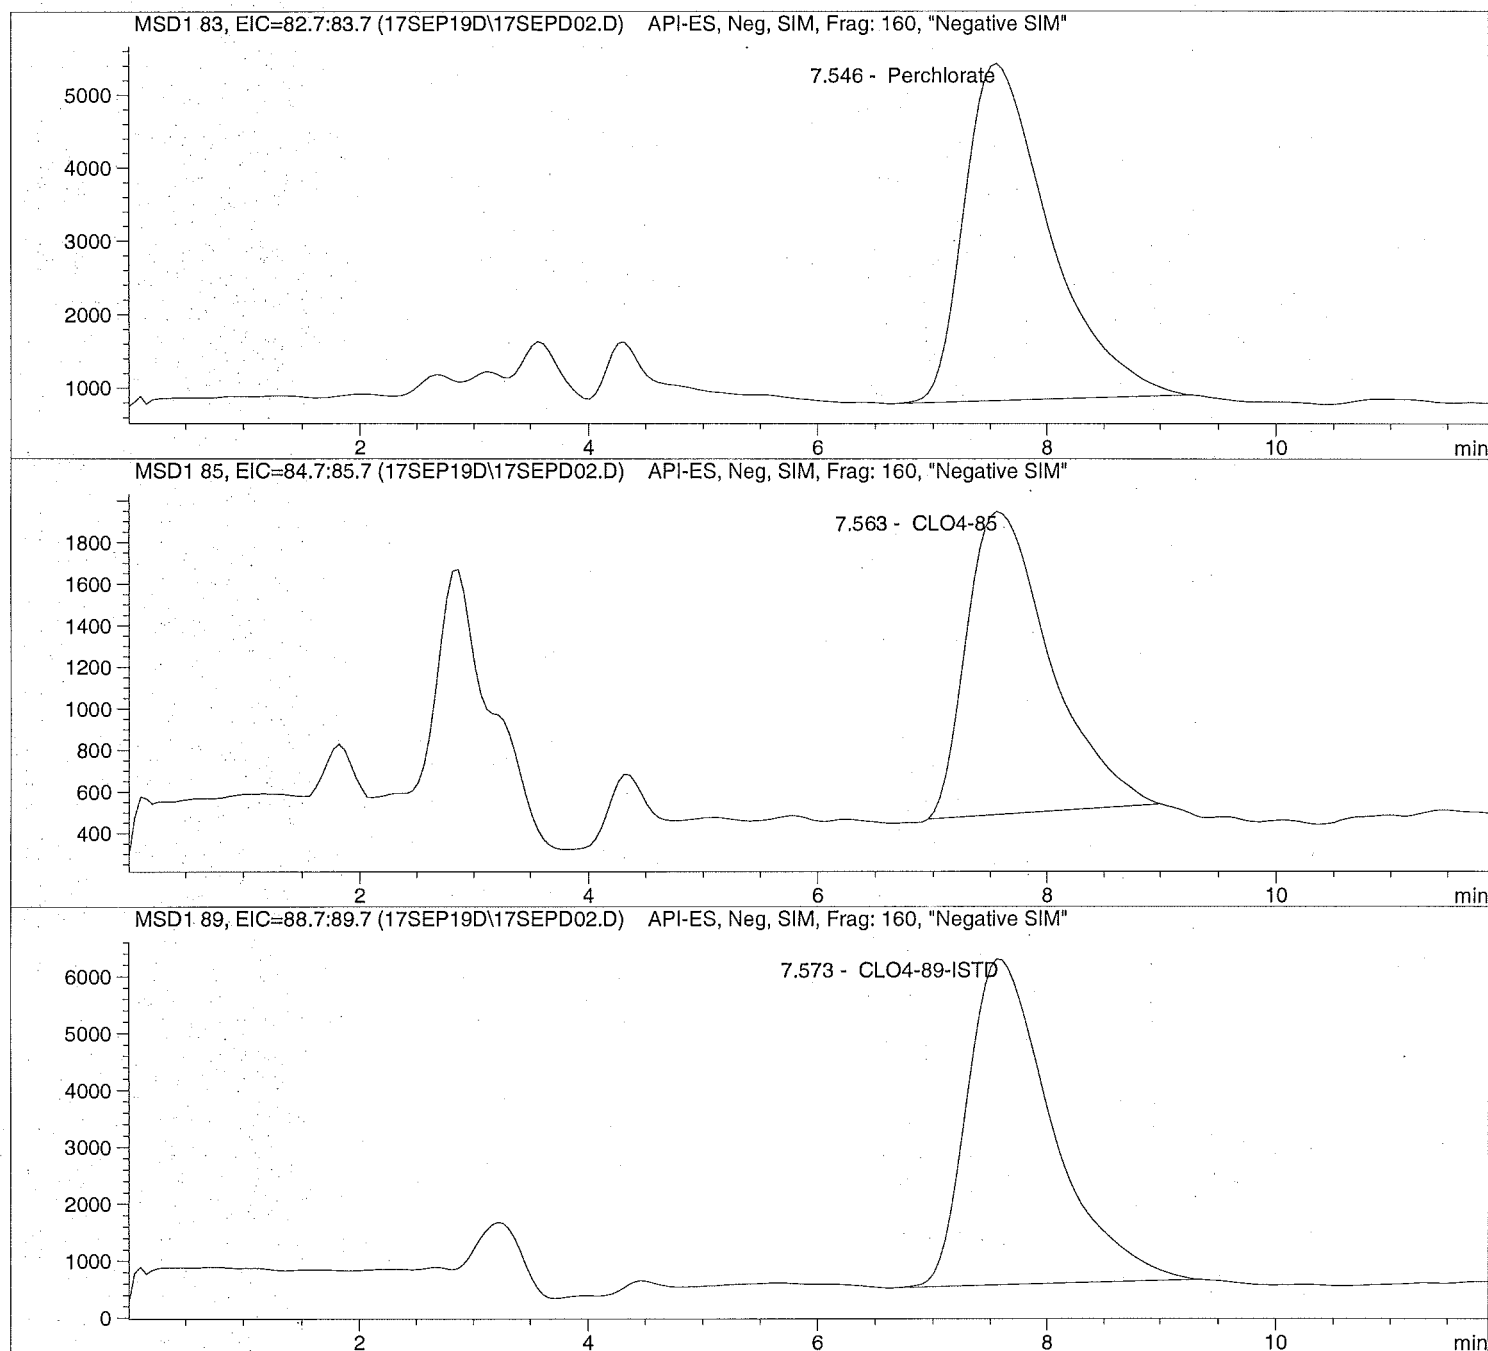 MSD1 83, EIC=82.7:83.7 (17SEP19D\17SEPD02.D) API-ES, Neg, SIM, Frag: 160, "Negative SIM"
7.546 - Perchlorate
5000
4000
3000
2000
1000
2 4 6 8 10 min
MSD1 85, EIC=84.7:85.7 (17SEP19D\17SEPD02.D) API-ES, Neg, SIM, Frag: 160, "Negative SIM"
7.563 - CLO4-85
1800
1600
1400
1200
1000
800
600
400
2 4 6 8 10 min
MSD1 89, EIC=88.7:89.7 (17SEP19D\17SEPD02.D) API-ES, Neg, SIM, Frag: 160, "Negative SIM"
7.573 - CLO4-89-ISTD
6000
5000
4000
3000
2000
1000
0
2 4 6 8 10 min